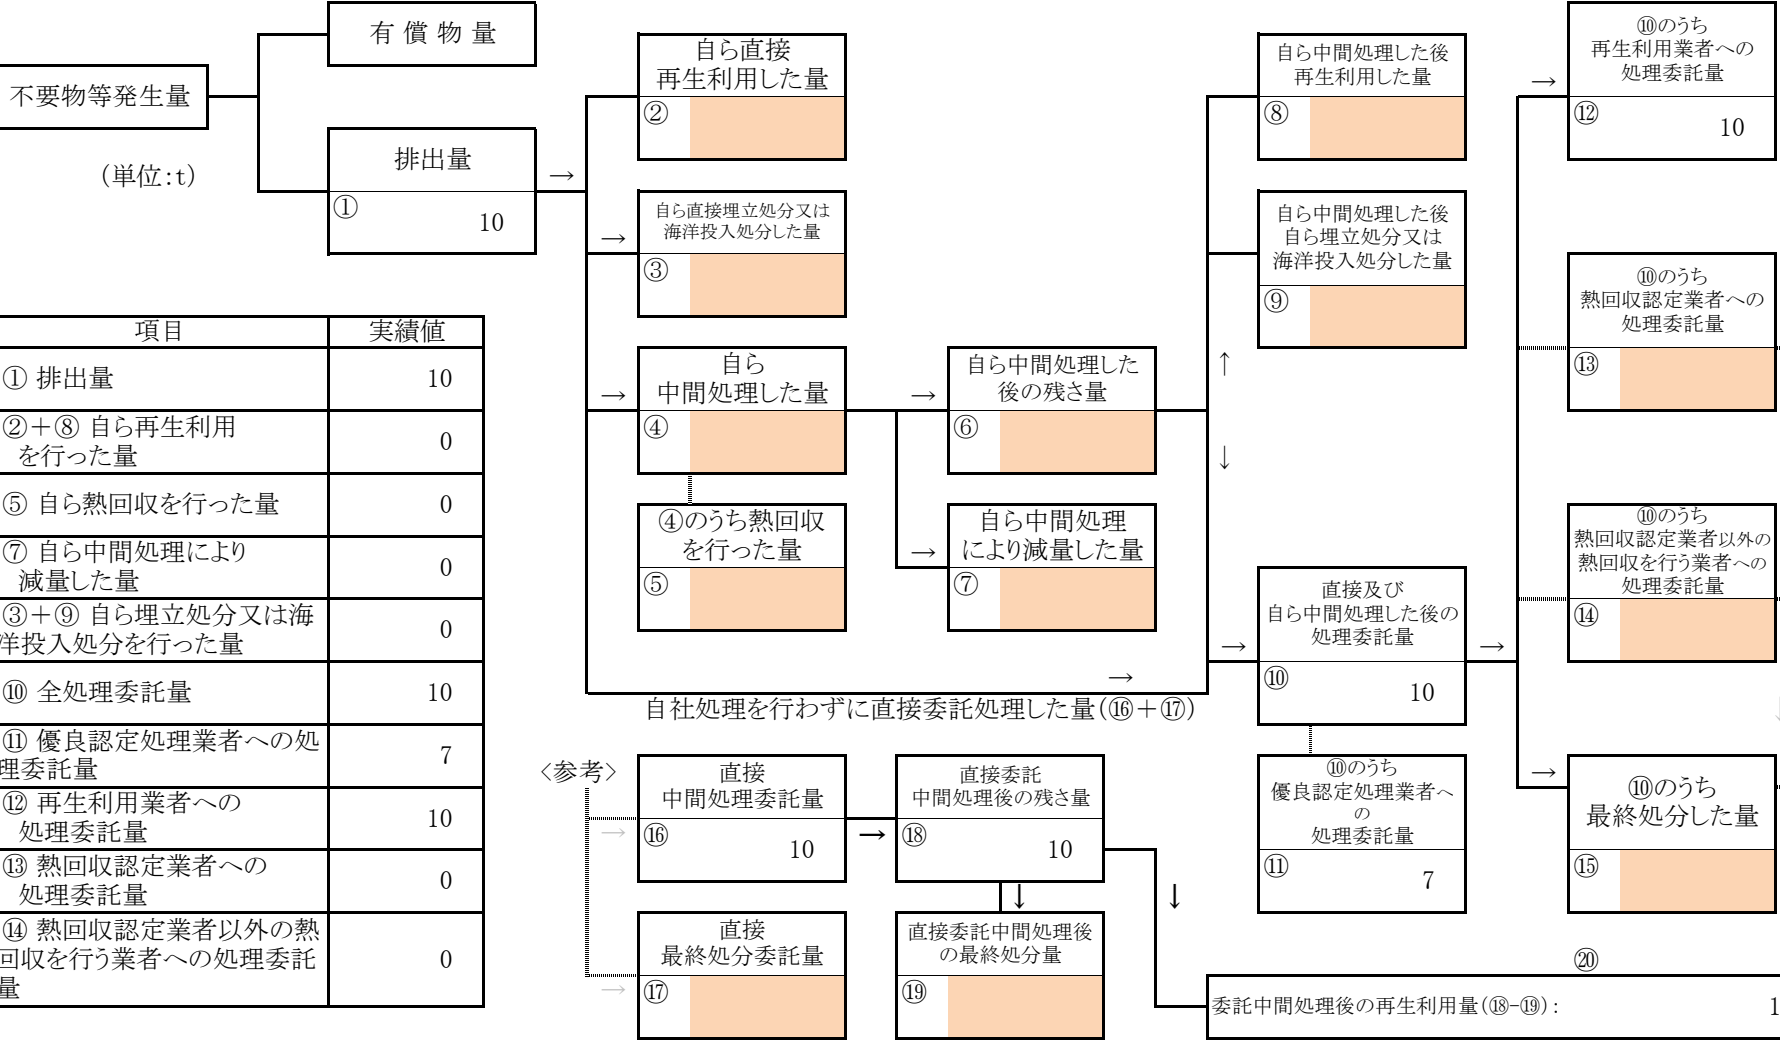 有 償 物 量
不要物等発生量
(単位:t)
排出量
①
10
→
自ら直接
再生利用した量
②
→
自ら直接埋立処分又は
海洋投入処分した量
③
→
自ら
中間処理した量
④
④のうち熱回収
を行った量
⑤
→
自ら中間処理した
後の残さ量
⑥
→
自ら中間処理
により減量した量
⑦
自ら中間処理した後
再生利用した量
⑧
自ら中間処理した後
自ら埋立処分又は
海洋投入処分した量
⑨
↑
↓
→
自社処理を行わずに直接委託処理した量(⑯+⑰)
→
直接及び
自ら中間処理した後の
処理委託量
⑩
10
⑩のうち
優良認定処理業者へ
の
処理委託量
⑪
7
→
→
⑩のうち
再生利用業者への
処理委託量
⑫
10
⑩のうち
熱回収認定業者への
処理委託量
⑬
⑩のうち
熱回収認定業者以外の
熱回収を行う業者への
処理委託量
⑭
→
⑩のうち
最終処分した量
⑮
項目 実績値
① 排出量 10
②+⑧ 自ら再生利用
を行った量 0
⑤ 自ら熱回収を行った量 0
⑦ 自ら中間処理により
減量した量 0
③+⑨ 自ら埋立処分又は海
洋投入処分を行った量 0
⑩ 全処理委託量 10
⑪ 優良認定処理業者への処
理委託量 7
⑫ 再生利用業者への
処理委託量 10
⑬ 熱回収認定業者への
処理委託量 0
⑭ 熱回収認定業者以外の熱
回収を行う業者への処理委託
量 0
〈参考〉
→
直接
中間処理委託量
⑯
10
→
直接委託
中間処理後の残さ量
⑱
10
↓
↓
→
直接
最終処分委託量
⑰
直接委託中間処理後
の最終処分量
⑲
⑳
委託中間処理後の再生利用量(⑱-⑲): 1